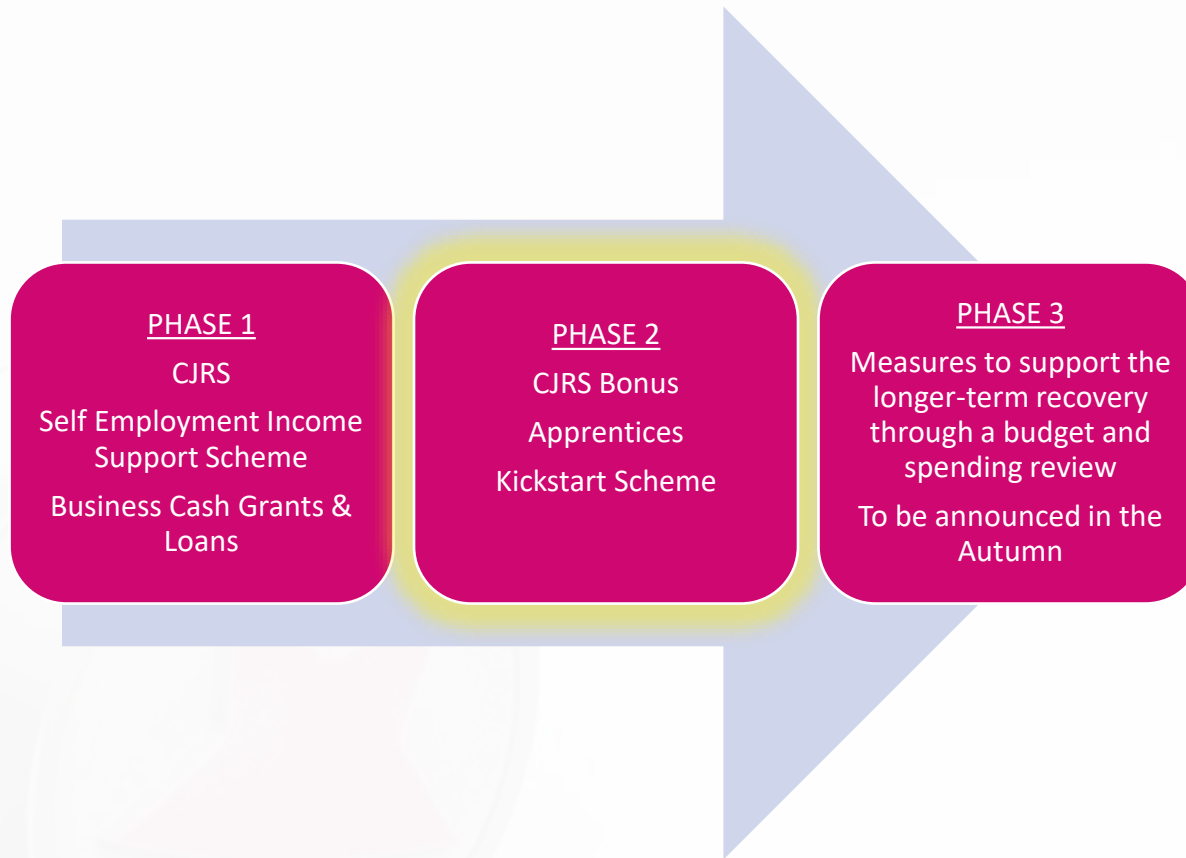 PHASE 1
CJRS
Self Employment Income
Support Scheme
Business Cash Grants &
Loans
PHASE 2
CJRS Bonus
Apprentices
Kickstart Scheme
PHASE 3
Measures to support the
longer-term recovery
through a budget and
spending review
To be announced in the
Autumn